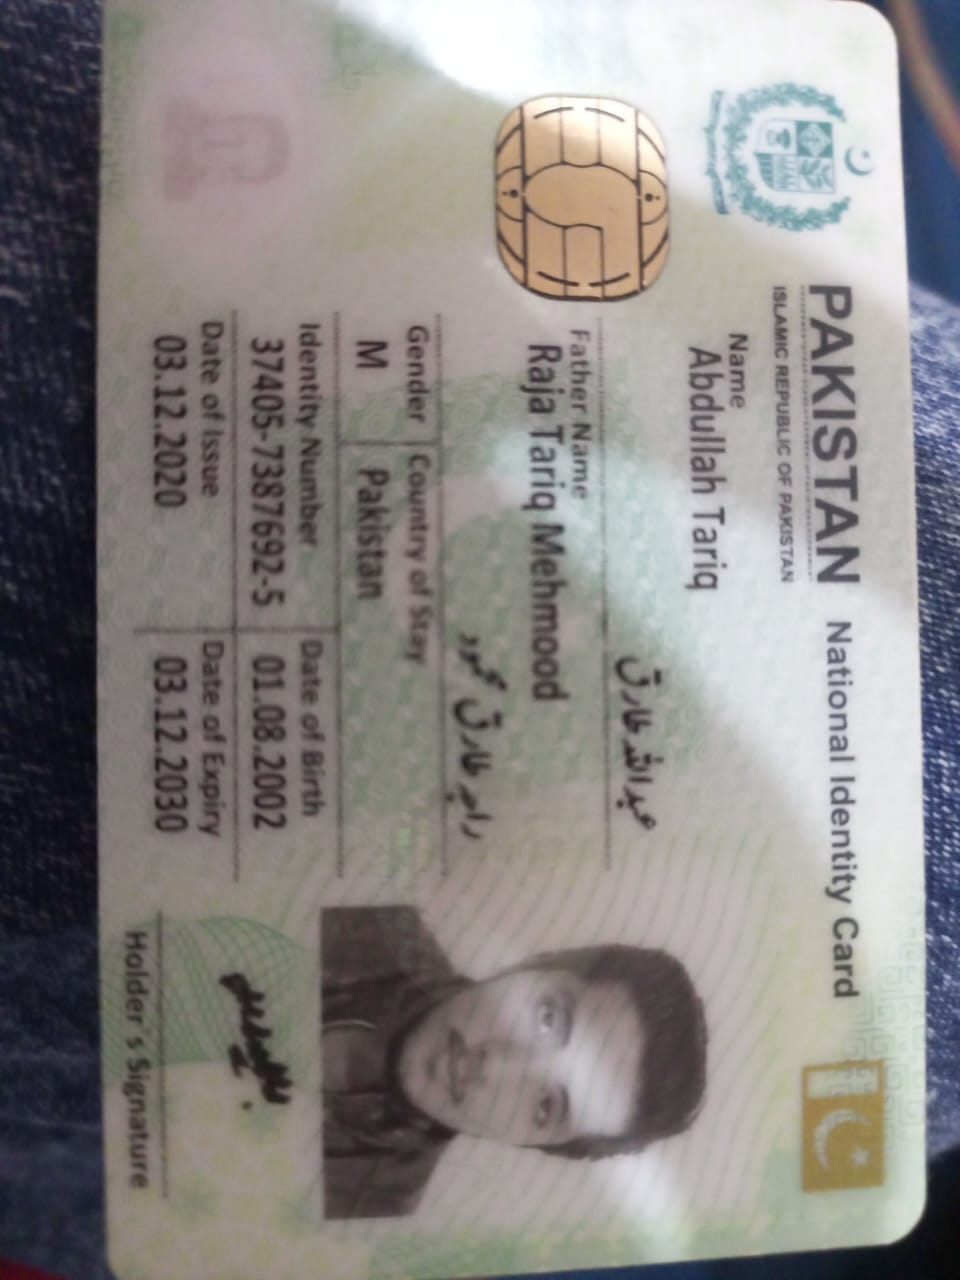 PAKISTAN National Identity Card
ISLAMIC REPUBLIC OF PAKISTAN
Name
Abdullah Tariq
عبداللہ طارق
Father Name
Raja Tariq Mehmood
راجہ طارق محمود
Gender Country of Stay
M Pakistan
Identity Number Date of Birth
37405-7387692-5 01.08.2002
Date of Issue Date of Expiry
03.12.2020 03.12.2030
Holder's Signature